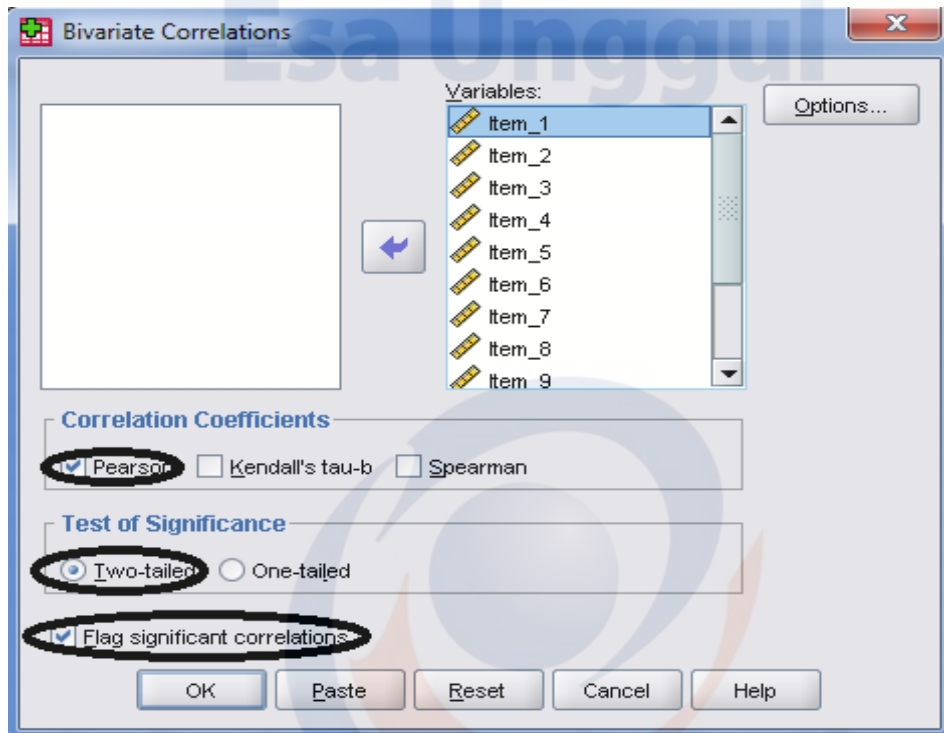 Esa Unggul
Bivariate Correlations
Variables:
Options...
Item_1
Item_2
Item_3
Item_4
Item_5
Item_6
Item_7
Item_8
Item_9
Correlation Coefficients
Pearson Kendall's tau-b Spearman
Test of Significance
Two-tailed One-tailed
Flag significant correlations
OK Paste Reset Cancel Help